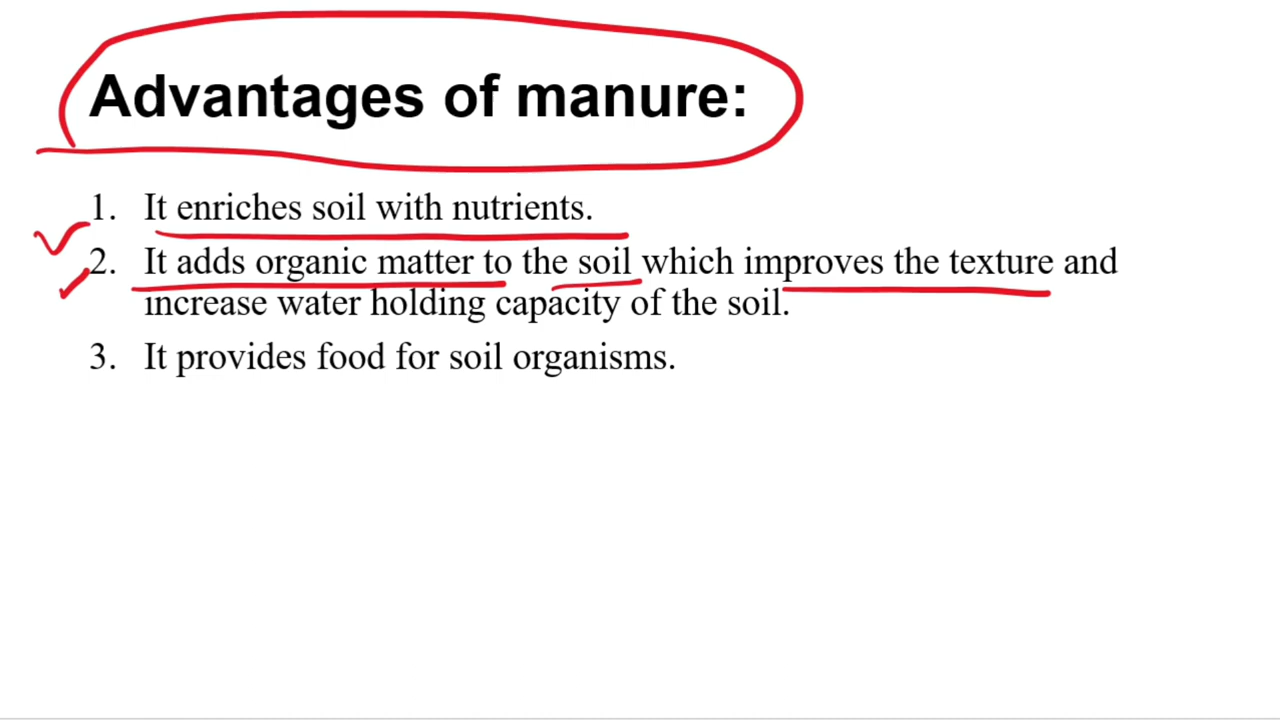 Advantages of manure:
1. It enriches soil with nutrients.
2. It adds organic matter to the soil which improves the texture and
increase water holding capacity of the soil.
3. It provides food for soil organisms.